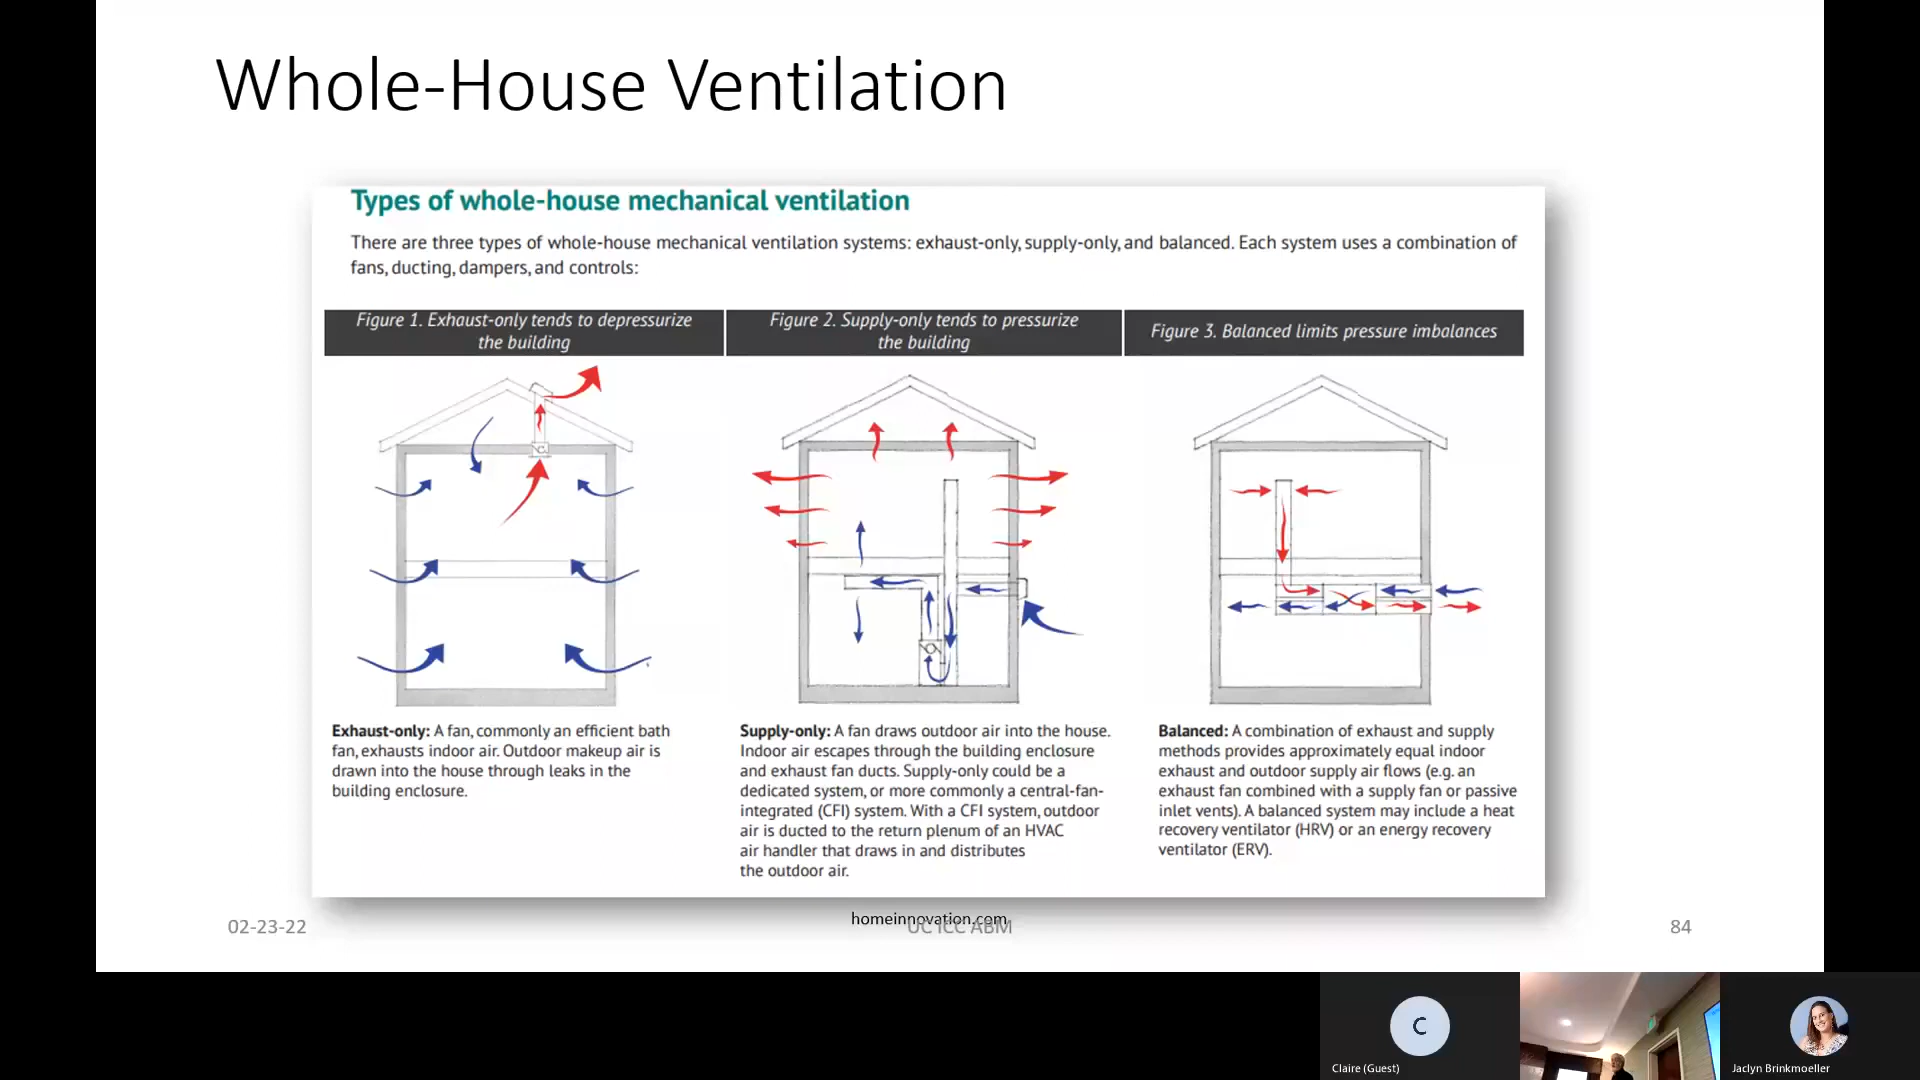 Whole-House Ventilation
Types of whole-house mechanical ventilation
There are three types of whole-house mechanical ventilation systems: exhaust-only, supply-only, and balanced. Each system uses a combination of
fans, ducting, dampers, and controls:
Figure 1. Exhaust-only tends to depressurize
the building
Figure 2. Supply-only tends to pressurize
the building
Figure 3. Balanced limits pressure imbalances
Exhaust-only: A fan, commonly an efficient bath
fan, exhausts indoor air. Outdoor makeup air is
drawn into the house through leaks in the
building enclosure.
Supply-only: A fan draws outdoor air into the house.
Indoor air escapes through the building enclosure
and exhaust fan ducts. Supply-only could be a
dedicated system, or more commonly a central-fan-
integrated (CFI) system. With a CFI system, outdoor
air is ducted to the return plenum of an HVAC
air handler that draws in and distributes
the outdoor air.
Balanced: A combination of exhaust and supply
methods provides approximately equal indoor
exhaust and outdoor supply air flows (e.g. an
exhaust fan combined with a supply fan or passive
inlet vents). A balanced system may include a heat
recovery ventilator (HRV) or an energy recovery
ventilator (ERV).
homeinnovation.com
02-23-22
UC ICC ABM
84
C
Claire (Guest)
Jaclyn Brinkmoeller